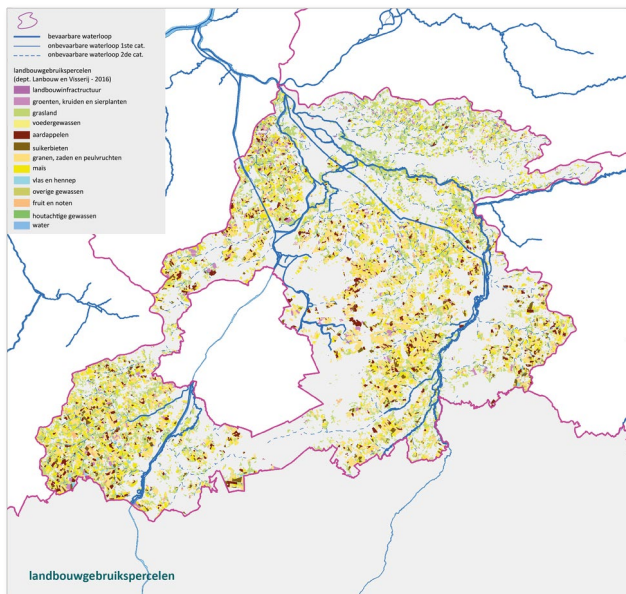 bevaarbare waterloop
onbevaarbare waterloop 1ste cat.
onbevaarbare waterloop 2de cat.
landbouwgebruikspercelen
(dept. Lanbouw en Visserij - 2016)
landbouwinfrastructuur
groenten, kruiden en sierplanten
grasland
voedergewassen
aardappelen
suikerbieten
granen, zaden en peulvruchten
maïs
vlas en hennep
overige gewassen
fruit en noten
houtachtige gewassen
water
landbouwgebruikspercelen